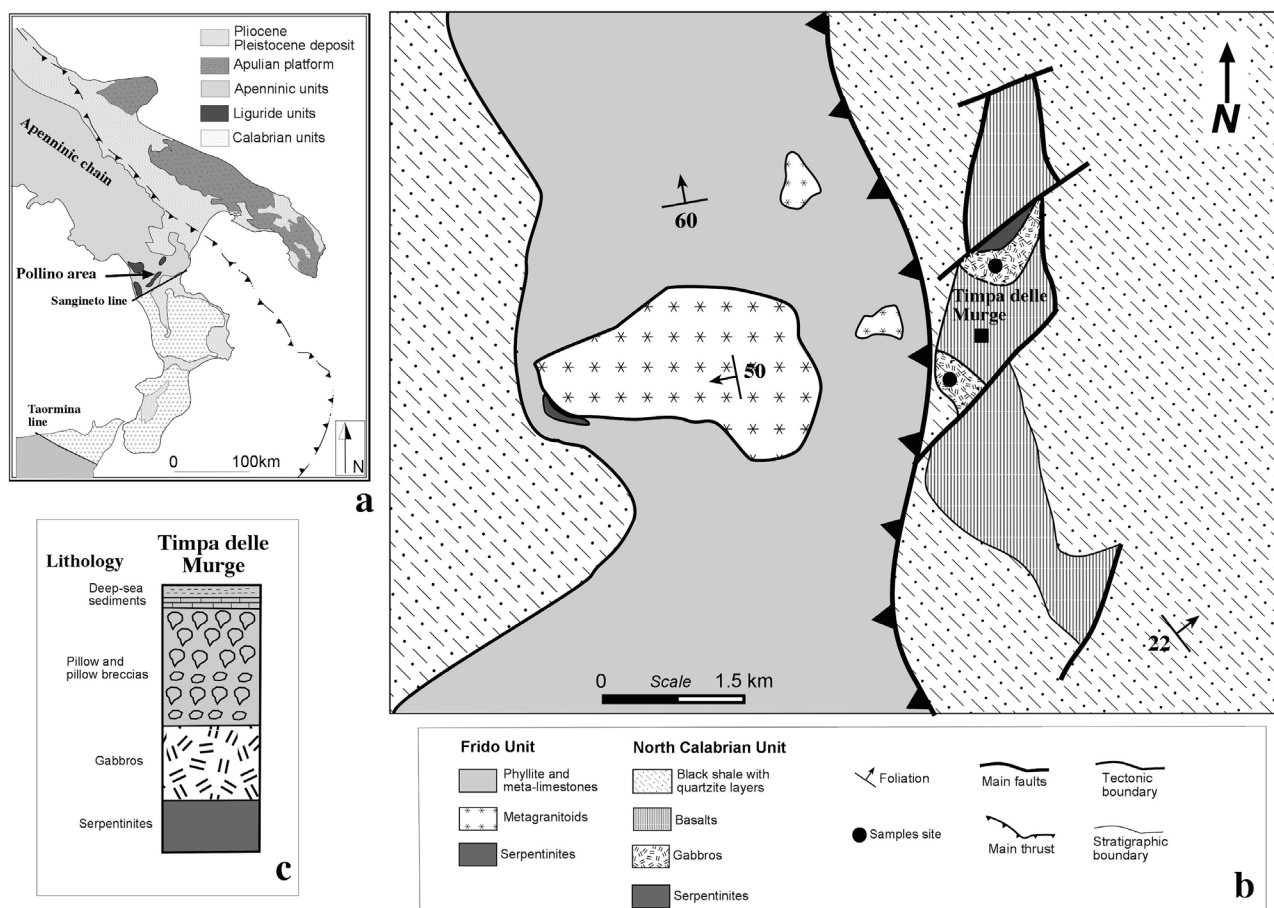 Pliocene
Pleistocene deposit
Apulian platform
Apenninic units
Liguride units
Calabrian units
Apenninic chain
Pollino area
Sangineto line
Taormina
line
0 100km
N
a
N
60
50
Timpa delle
Murge
22
0 Scale 1.5 km
Lithology
Timpa delle
Murge
Deep-sea
sediments
Pillow and
pillow breccias
Gabbros
Serpentinites
c
Frido Unit
Phyllite and
meta-limestones
Metagranitoids
Serpentinites
North Calabrian Unit
Black shale with
quartzite layers
Basalts
Gabbros
Serpentinites
Foliation
Samples site
Main faults
Main thrust
Tectonic
boundary
Stratigraphic
boundary
b